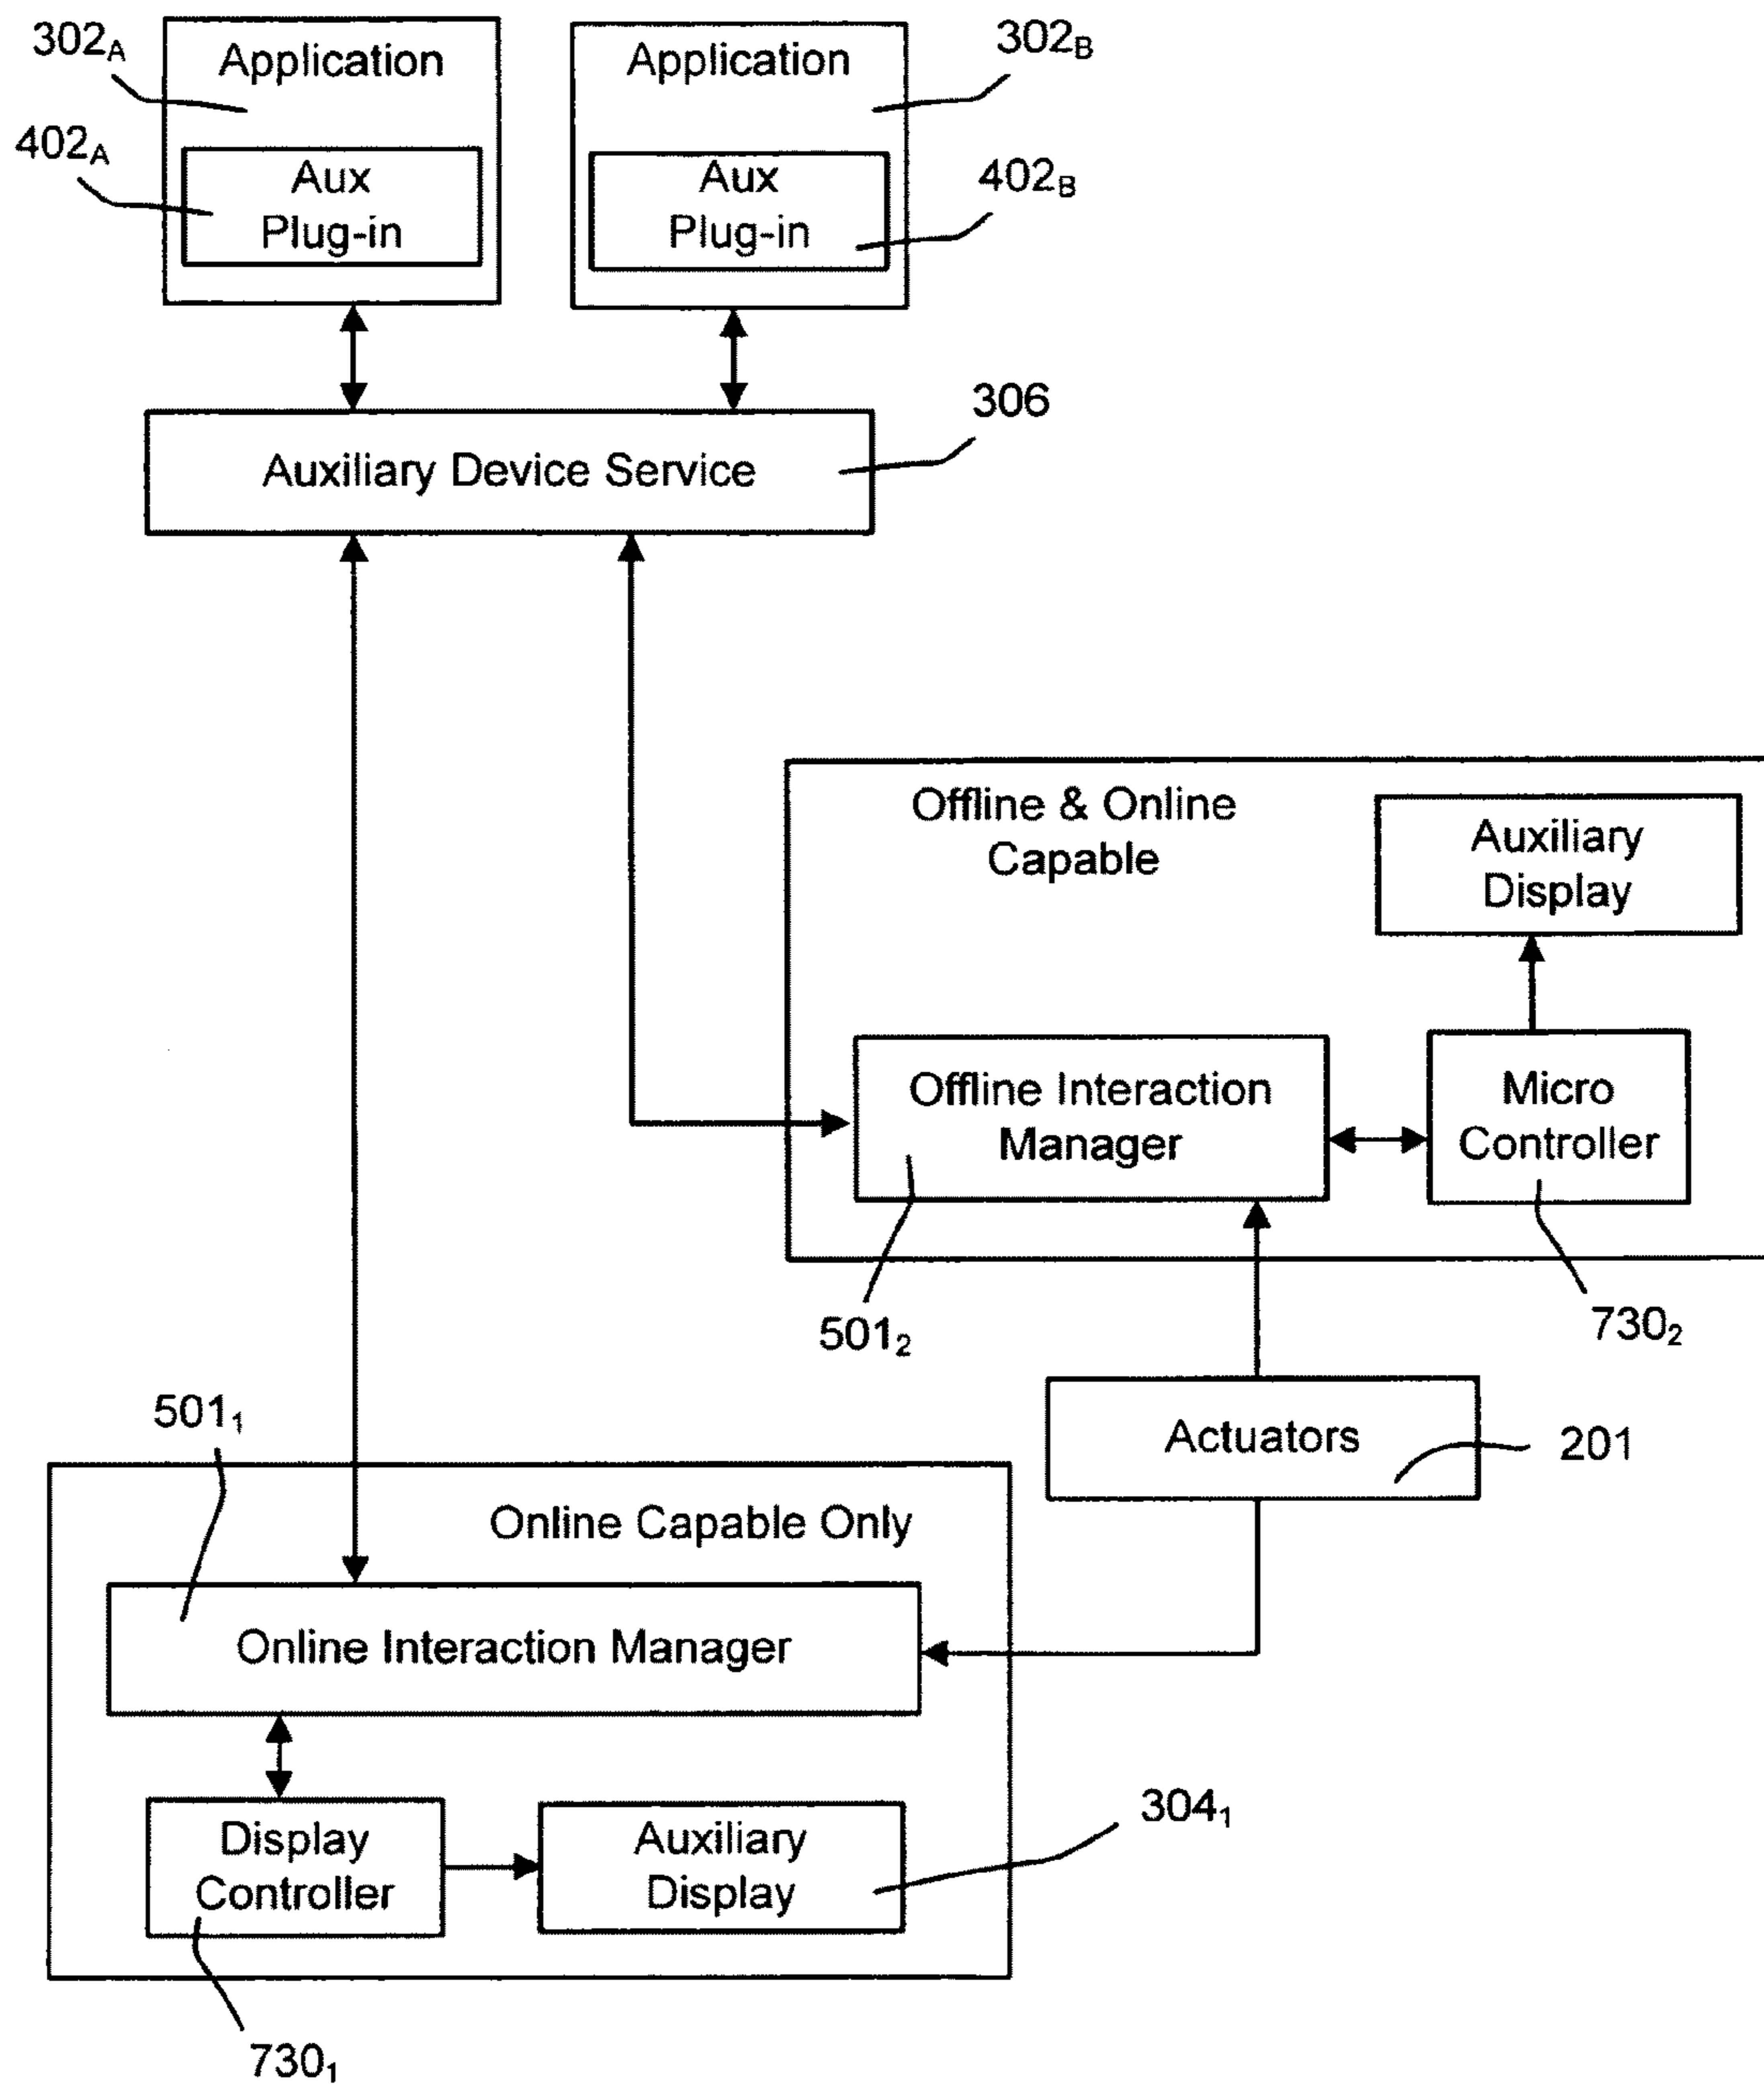 302A
Application
Application
302B
402A
Aux
Plug-in
Aux
Plug-in
402B
306
Auxiliary Device Service
Offline & Online
Capable
Auxiliary
Display
Offline Interaction
Manager
Micro
Controller
5012
7302
Actuators
201
5011
Online Capable Only
Online Interaction Manager
Display
Controller
Auxiliary
Display
3041
7301